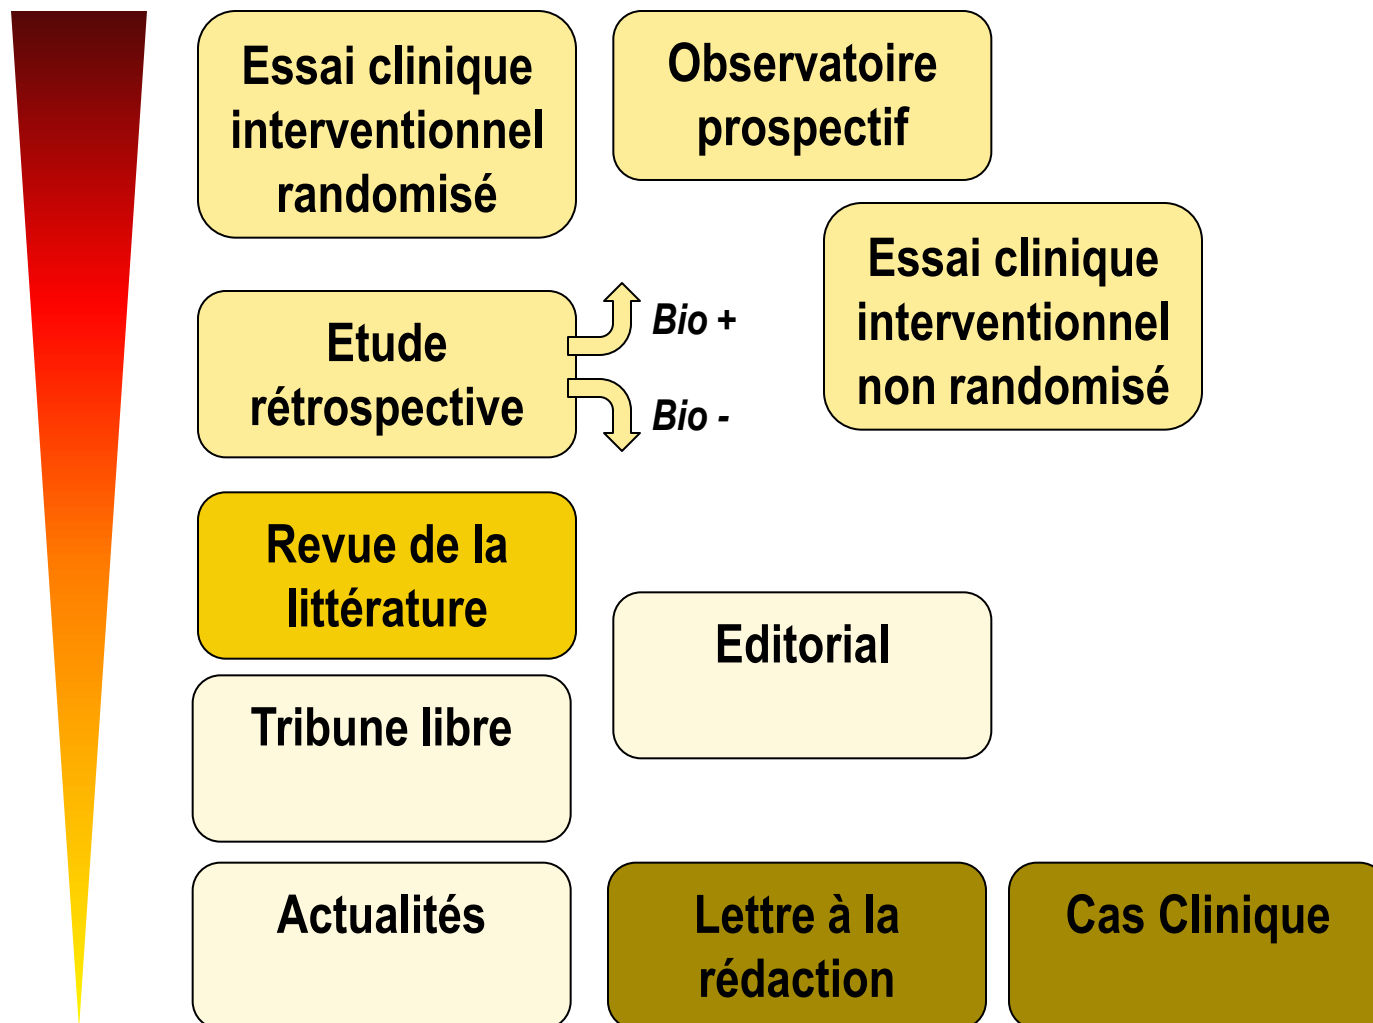 Essai clinique
interventionnel
randomisé
Observatoire
prospectif
Essai clinique
interventionnel
non randomisé
Etude
rétrospective
Bio +
Bio -
Revue de la
littérature
Editorial
Tribune libre
Actualités
Lettre à la
rédaction
Cas Clinique